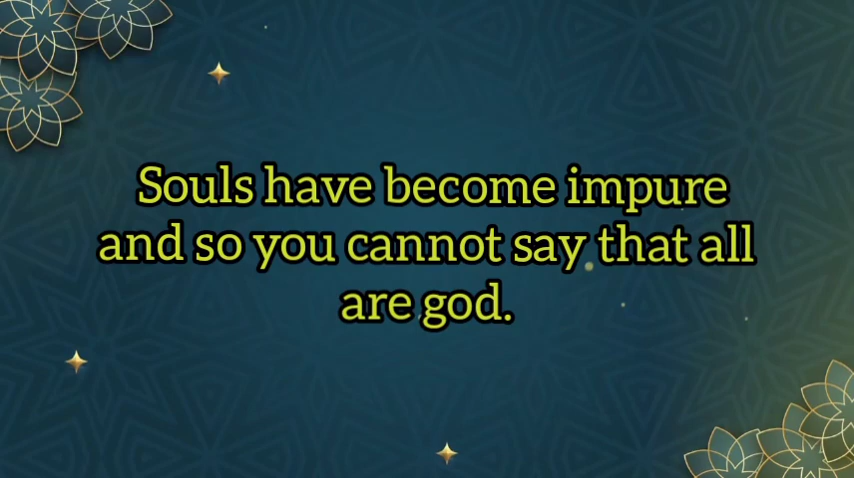 Souls have become impure
and so you cannot say that all
are god.